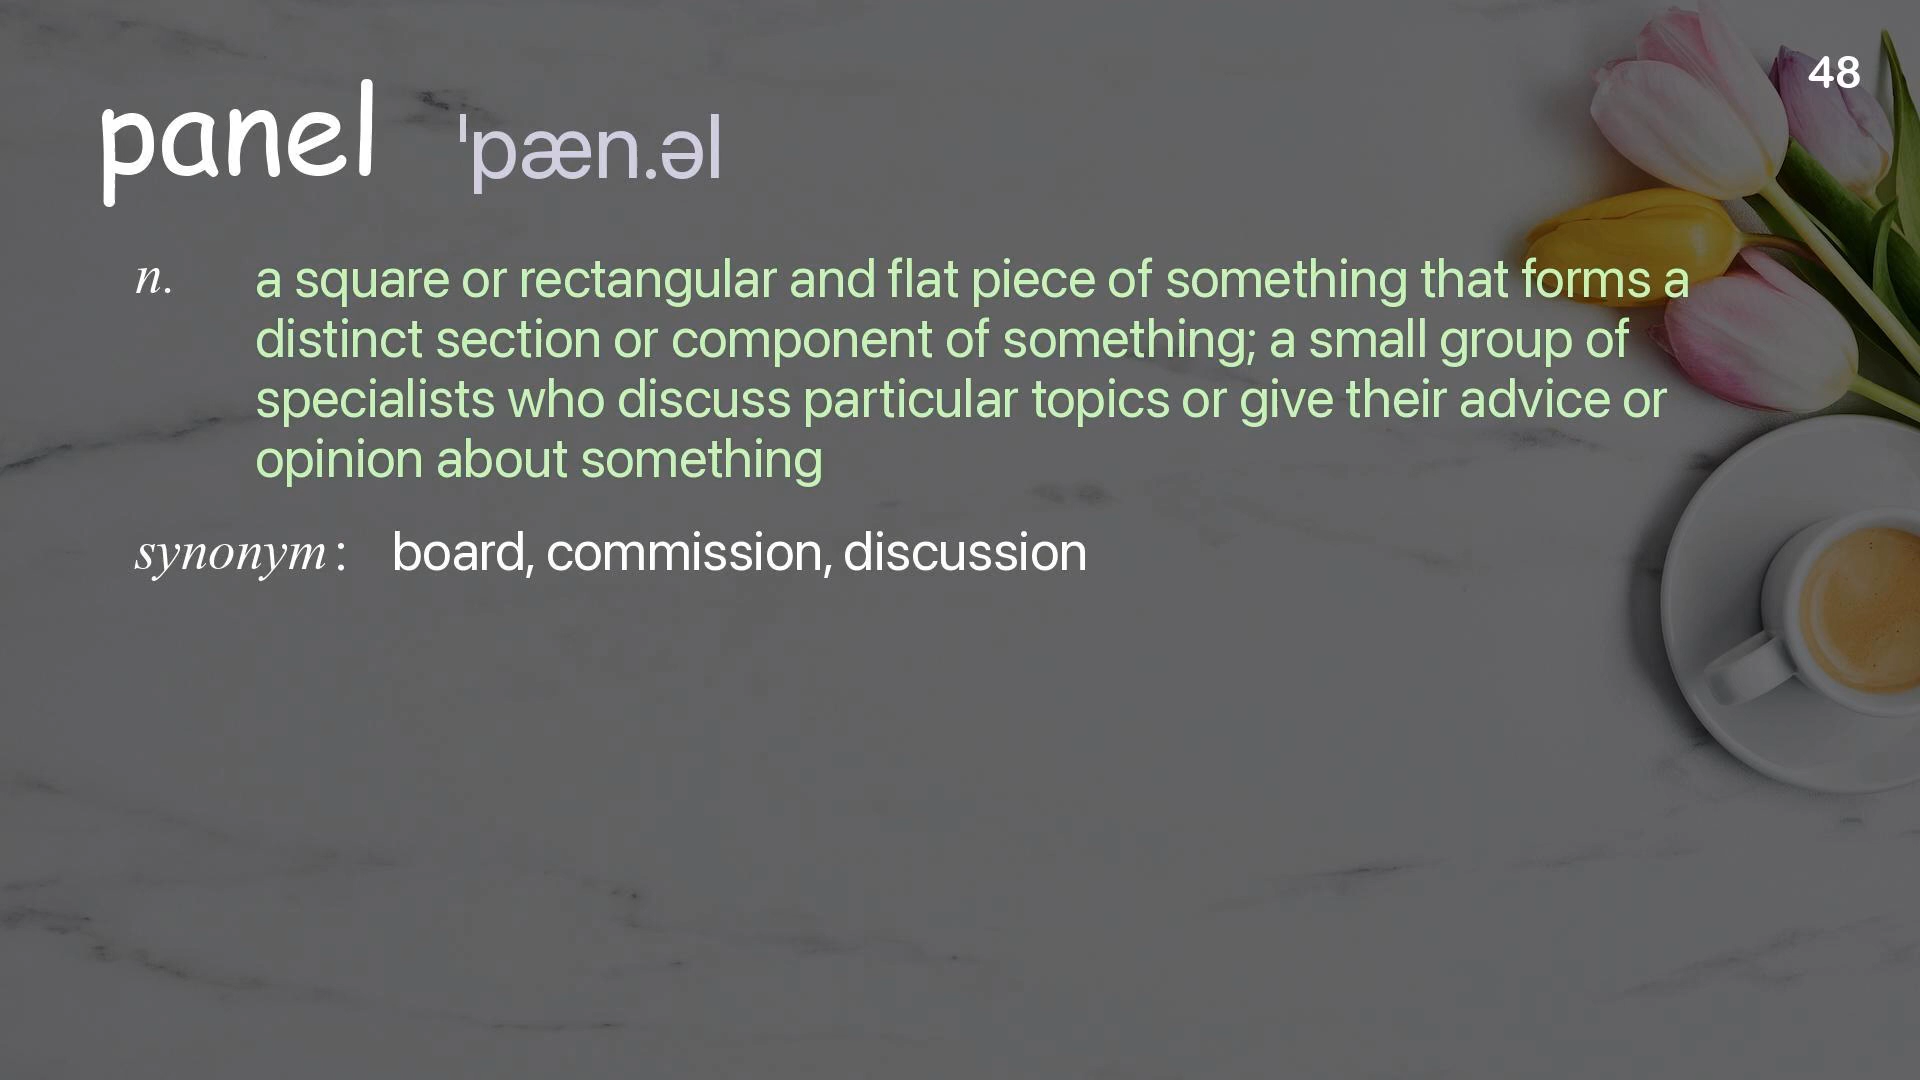 48
panel ˈpæn.əl
n. a square or rectangular and flat piece of something that forms a
distinct section or component of something; a small group of
specialists who discuss particular topics or give their advice or
opinion about something
synonym: board, commission, discussion